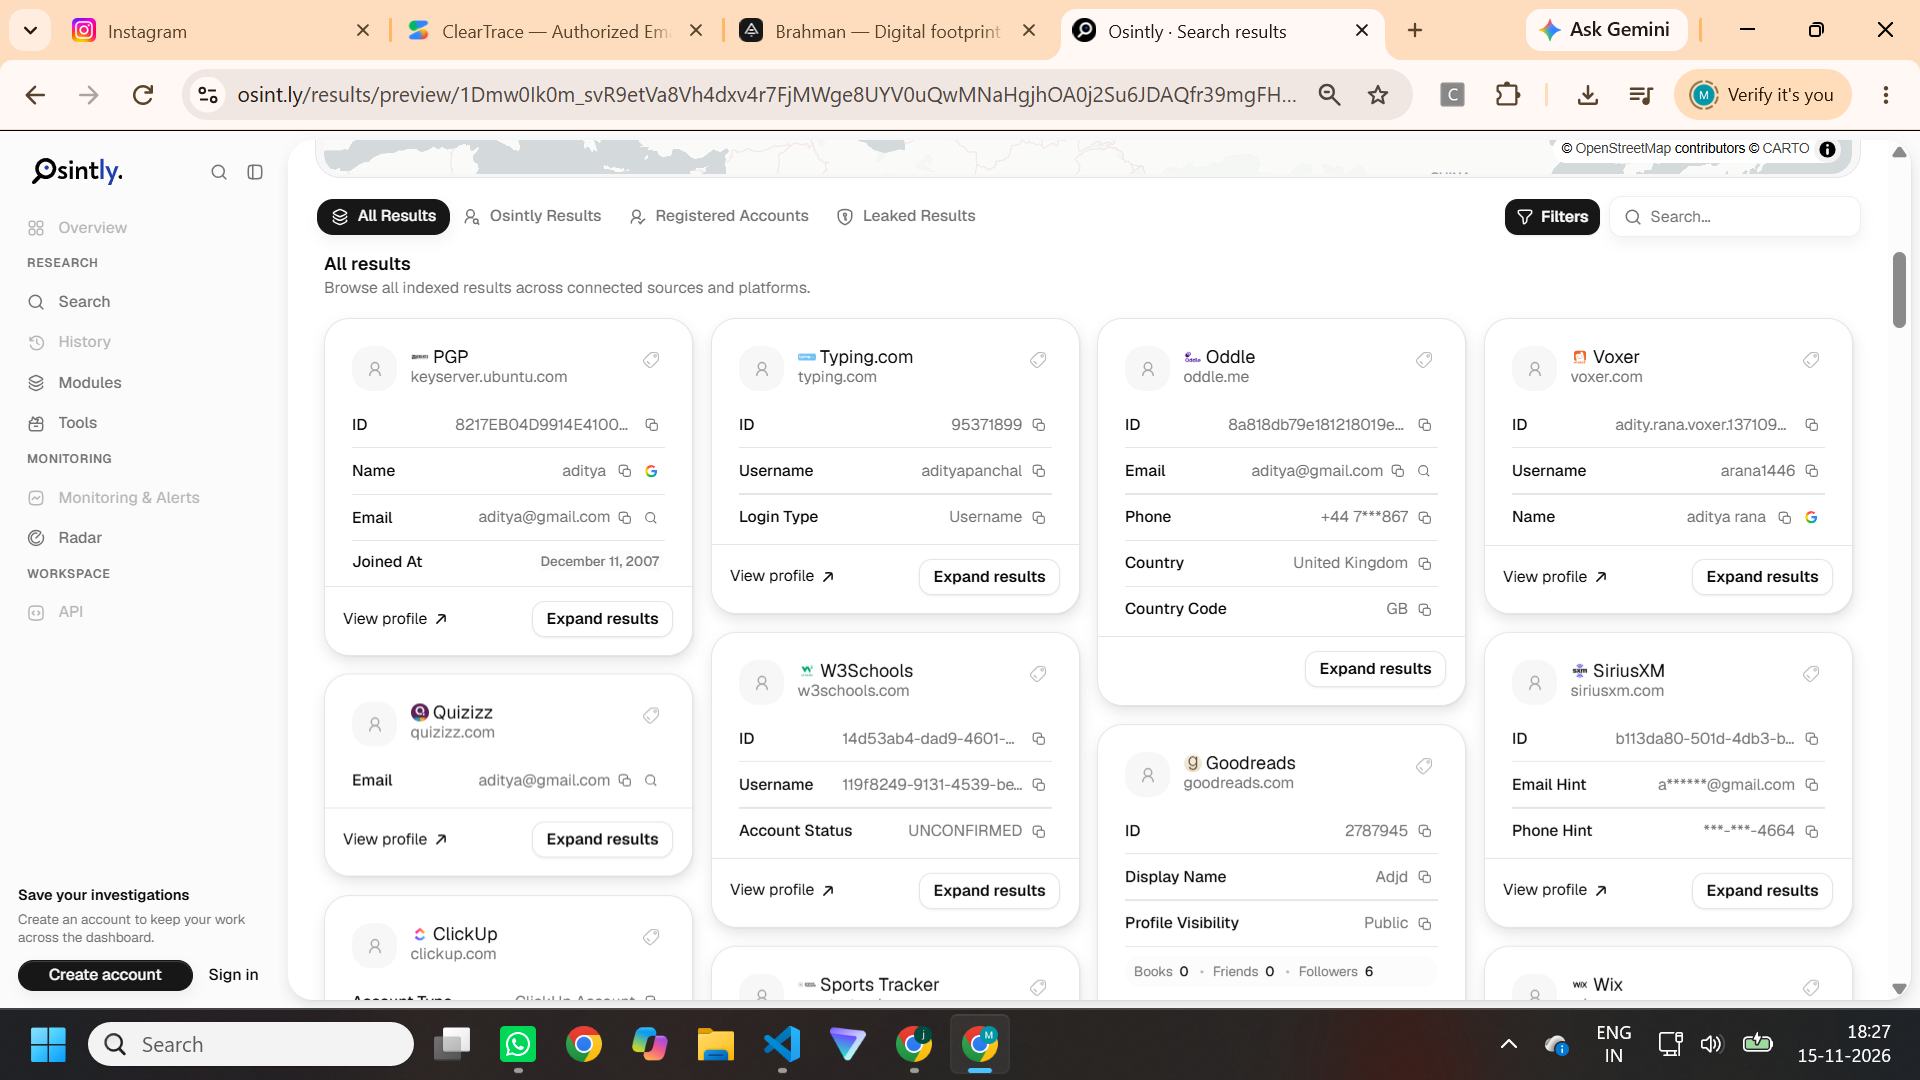 Instagram
ClearTrace — Authorized Em
Brahman — Digital footprint
Osintly · Search results
Ask Gemini
osint.ly/results/preview/1Dmw0Ik0m_svR9etVa8Vh4dxv4r7FjMWge8UYV0uQwMNaHgjhOA0j2Su6JDAQfr39mgFH...
Verify it's you
Osintly.
Overview
RESEARCH
Search
History
Modules
Tools
MONITORING
Monitoring & Alerts
Radar
WORKSPACE
API
Save your investigations
Create an account to keep your work
across the dashboard.
Create account
Sign in
© OpenStreetMap contributors © CARTO
All Results
Osintly Results
Registered Accounts
Leaked Results
Filters
Search...
All results
Browse all indexed results across connected sources and platforms.
PGP
keyserver.ubuntu.com
ID 8217EB04D9914E4100...
Name aditya
Email aditya@gmail.com
Joined At December 11, 2007
View profile
Expand results
Quizizz
quizizz.com
Email aditya@gmail.com
View profile
Expand results
ClickUp
clickup.com
Account Type ClickUp Account
Typing.com
typing.com
ID 95371899
Username adityapanchal
Login Type Username
View profile
Expand results
W3Schools
w3schools.com
ID 14d53ab4-dad9-4601-...
Username 119f8249-9131-4539-be...
Account Status UNCONFIRMED
View profile
Expand results
Sports Tracker
Oddle
oddle.me
ID 8a818db79e181218019e...
Email aditya@gmail.com
Phone +44 7***867
Country United Kingdom
Country Code GB
Expand results
Goodreads
goodreads.com
ID 2787945
Display Name Adjd
Profile Visibility Public
Books 0 • Friends 0 • Followers 6
Voxer
voxer.com
ID adity.rana.voxer.137109...
Username arana1446
Name aditya rana
View profile
Expand results
SiriusXM
siriusxm.com
ID b113da80-501d-4db3-b...
Email Hint a******@gmail.com
Phone Hint ***-***-4664
View profile
Expand results
Wix
Search
ENG
IN
18:27
15-11-2026